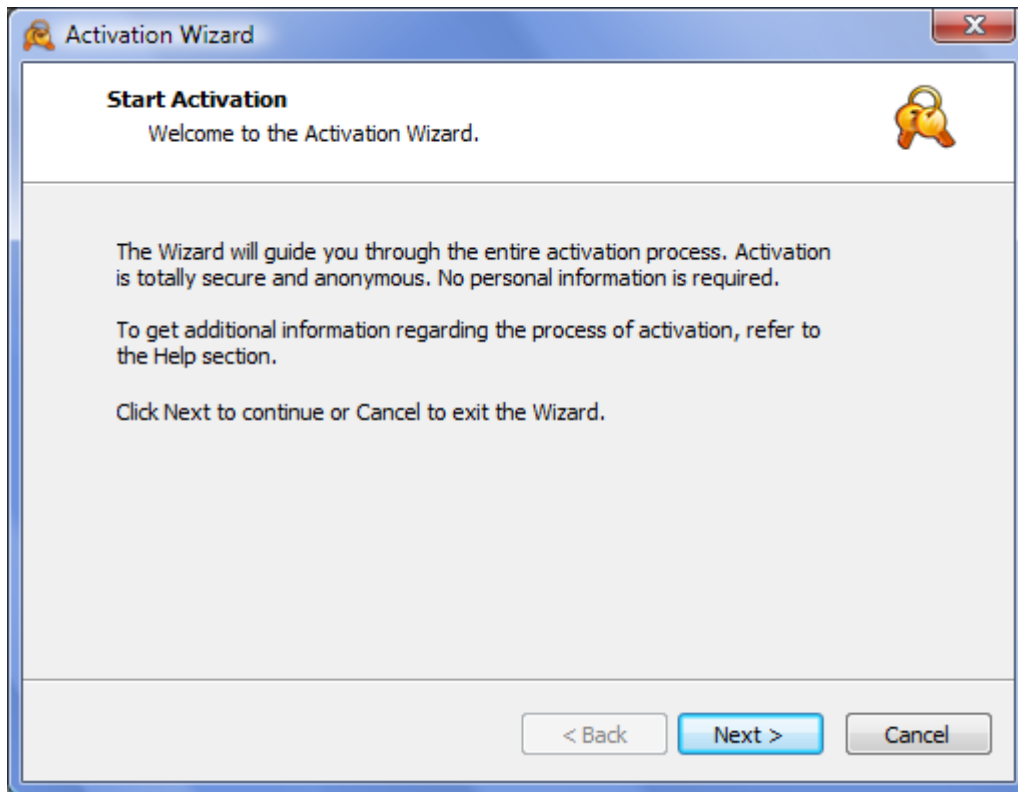 Activation Wizard
Start Activation
Welcome to the Activation Wizard.
The Wizard will guide you through the entire activation process. Activation
is totally secure and anonymous. No personal information is required.
To get additional information regarding the process of activation, refer to
the Help section.
Click Next to continue or Cancel to exit the Wizard.
< Back Next > Cancel